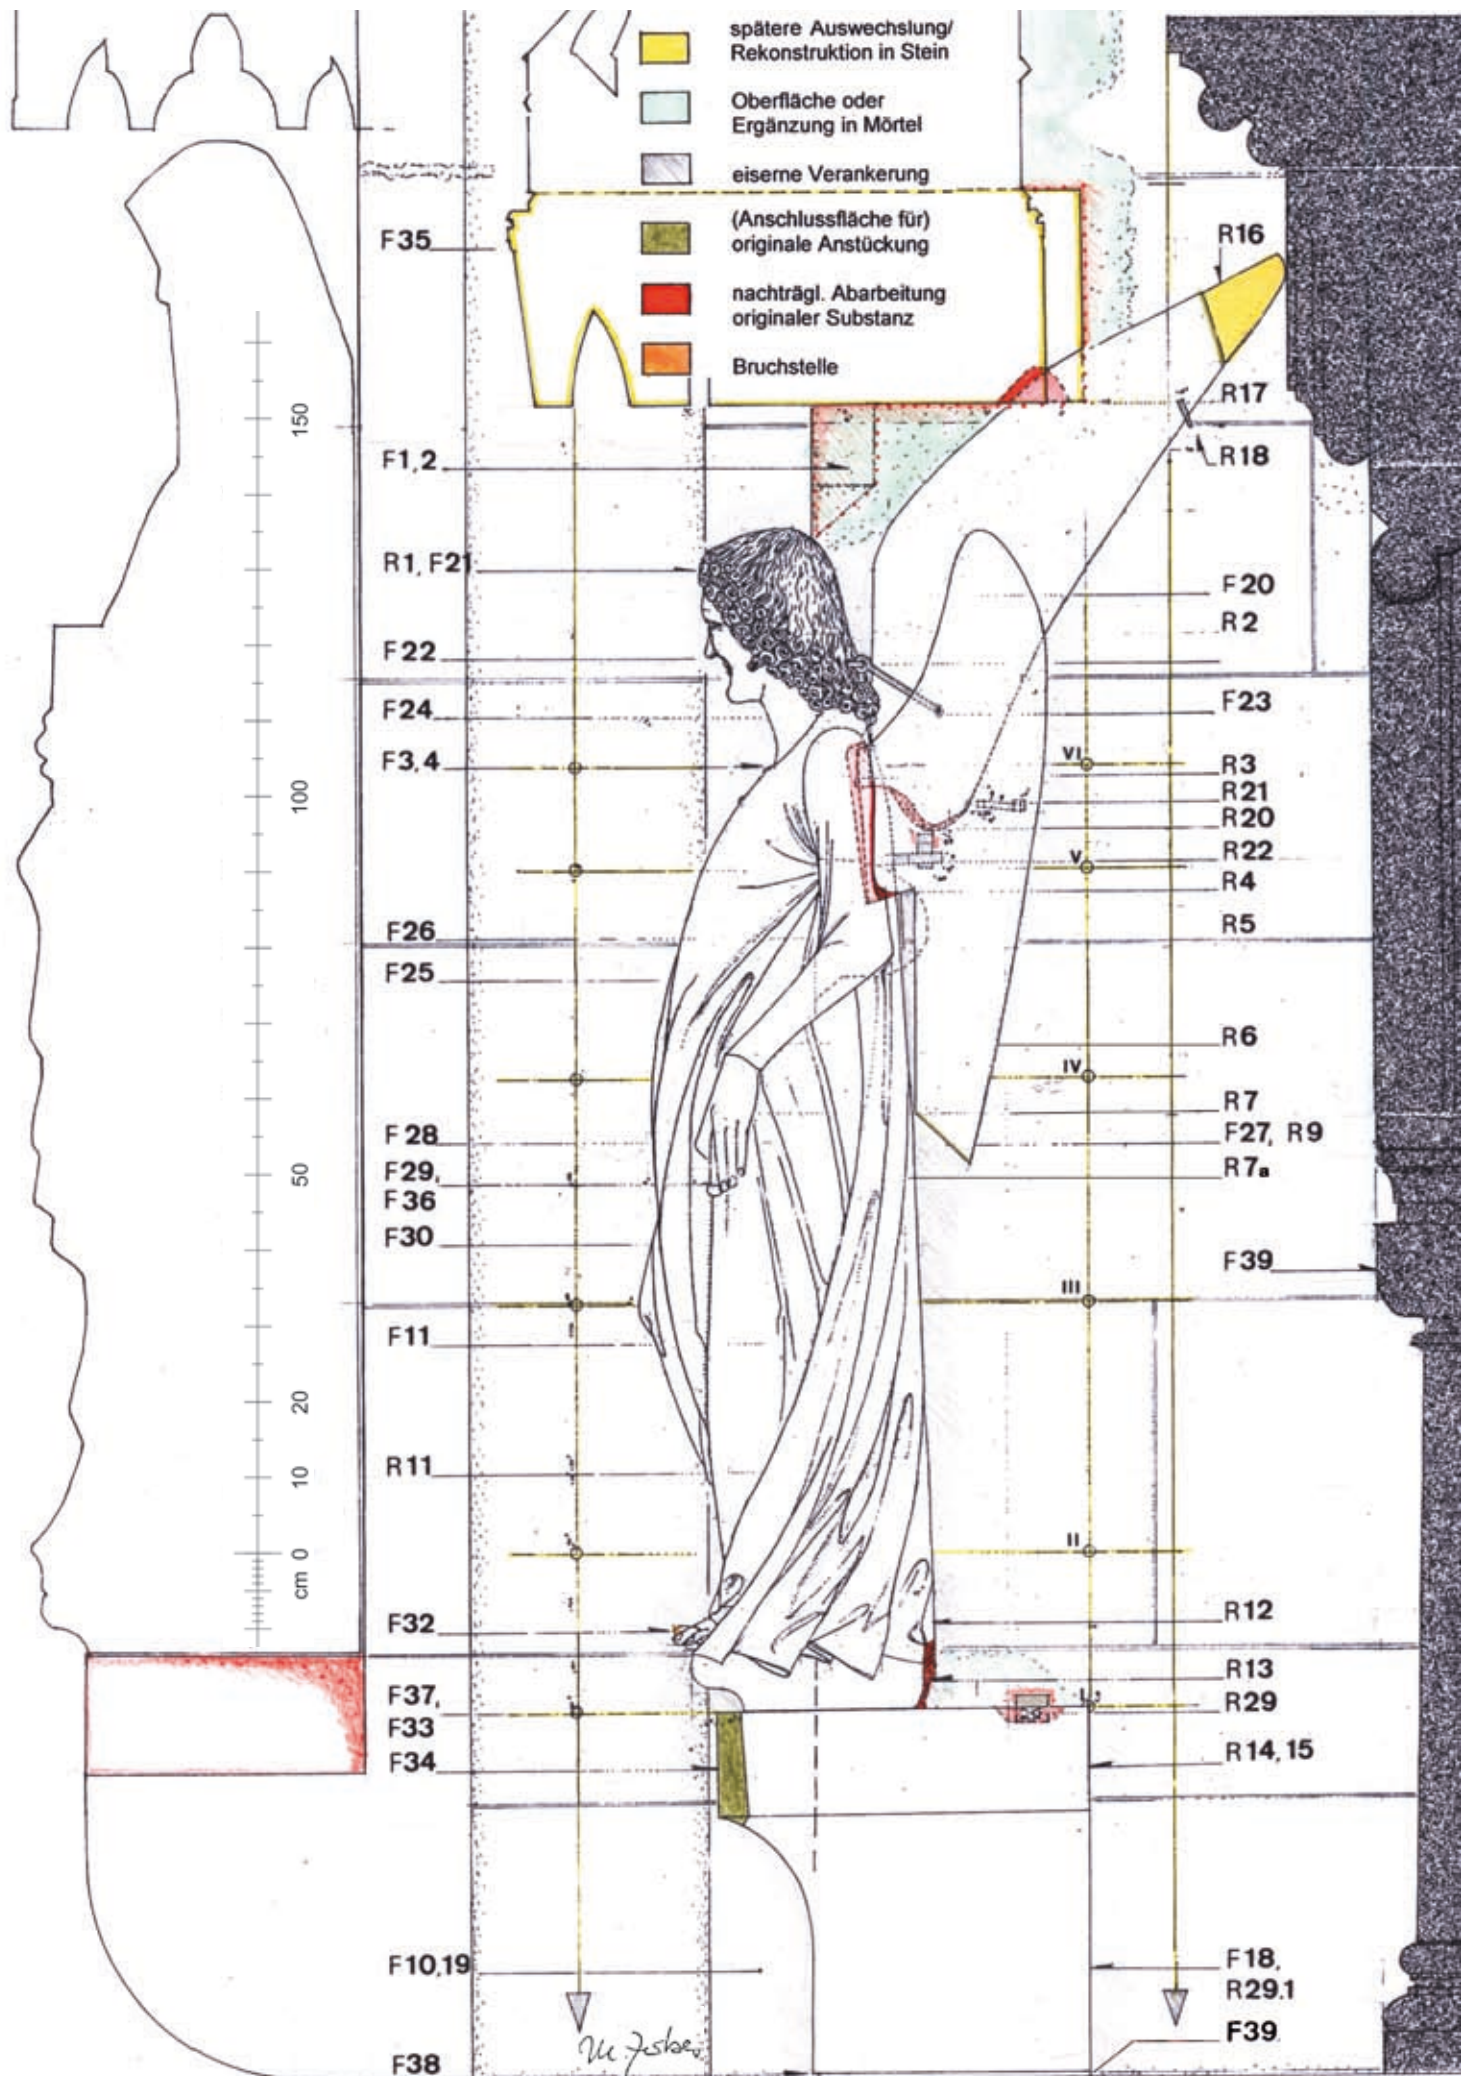 spätere Auswechslung/
Rekonstruktion in Stein
Oberfläche oder
Ergänzung in Mörtel
eiserne Verankerung
(Anschlussfläche für)
originale Anstückung
nachträgl. Abarbeitung
originaler Substanz
Bruchstelle
F35
R16
R17
150
F1,2
R18
R1, F21
F20
R2
F22
F24
F23
F3,4
VI
R3
100
R21
R20
V
R22
R4
F26
R5
F25
R6
IV
R7
F28
F27, R9
50
F29,
R7a
F36
F30
F39
III
F11
20
R11
10
0
II
cm
F32
R12
R13
F37,
I
R29
F33
F34
R14,15
F10,19
F18,
R29.1
F39
F38